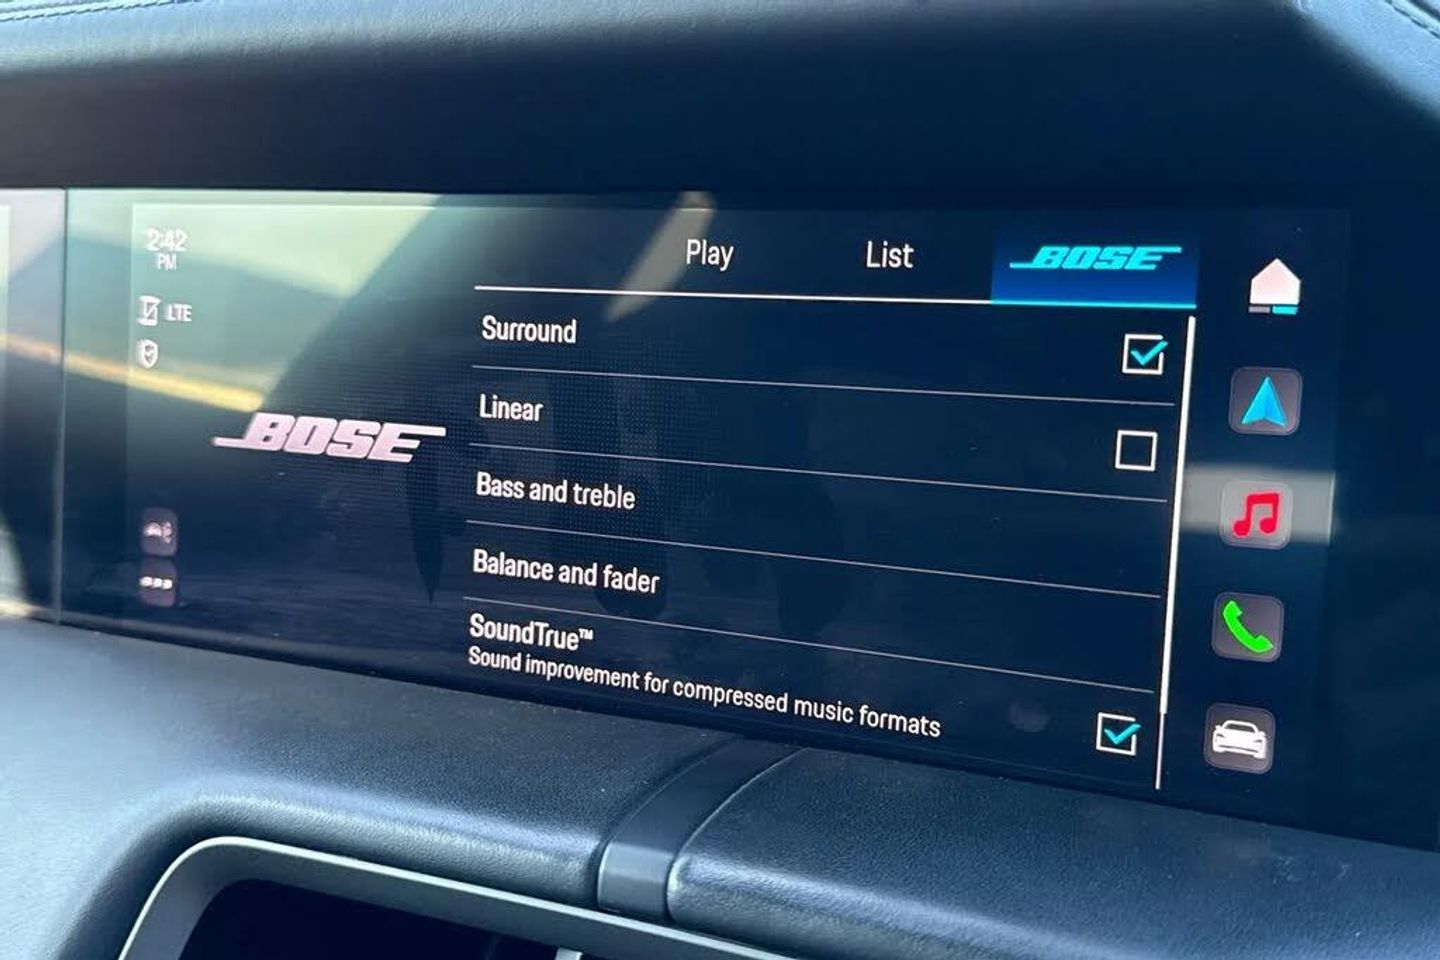 2:42
PM
LTE
Play
List
BOSE
BOSE
Surround
Linear
Bass and treble
Balance and fader
SoundTrue™
Sound improvement for compressed music formats